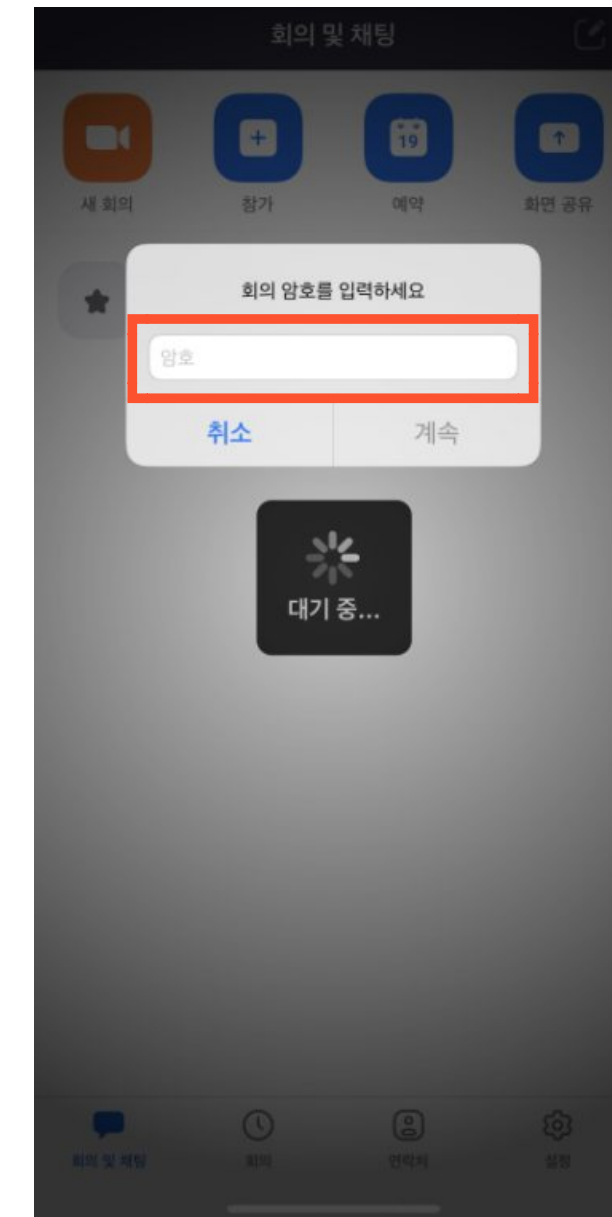 회의 및 채팅
19
새 회의
참가
예약
화면 공유
회의 암호를 입력하세요
암호
취소
계속
대기 중...
회의 및 채팅
회의
연락처
설정